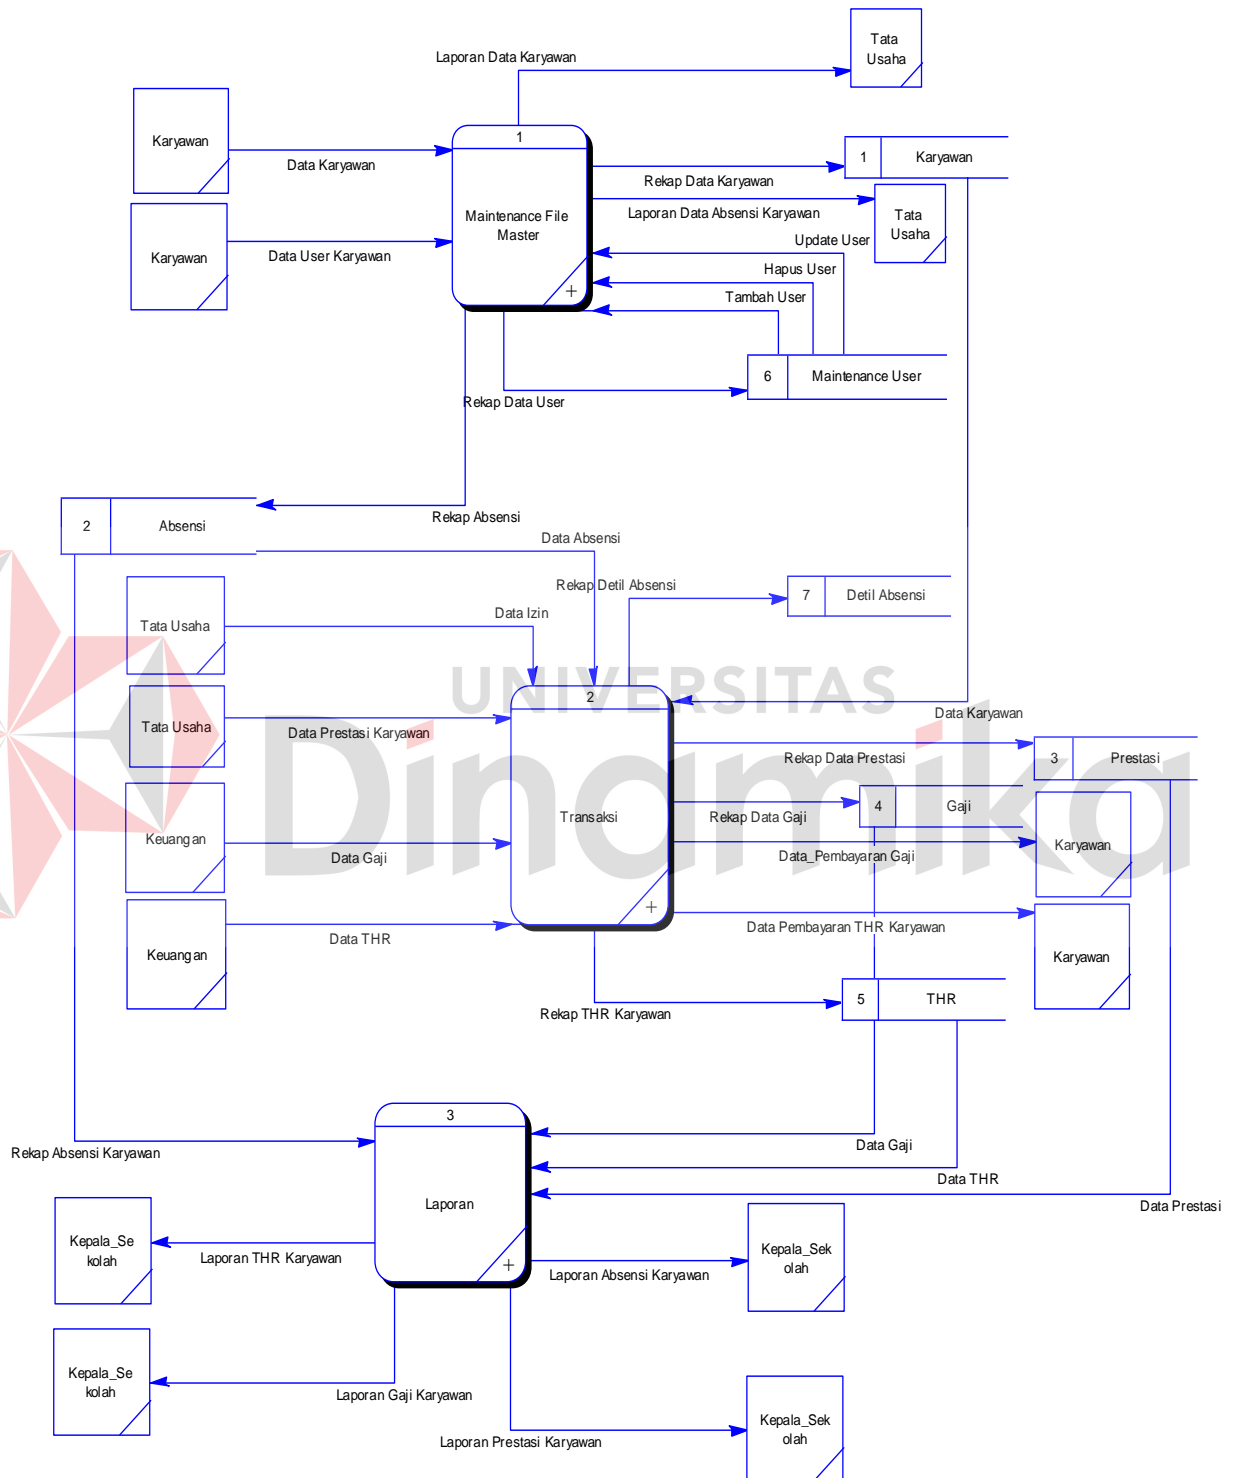 Tata
Usaha
Laporan Data Karyawan
Karyawan
Data Karyawan
1
Maintenance File
Master
+
Rekap Data Karyawan
1
Karyawan
Laporan Data Absensi Karyawan
Tata
Usaha
Karyawan
Data User Karyawan
Update User
Hapus User
Tambah User
6
Maintenance User
Rekap Data User
2
Absensi
Rekap Absensi
Data Absensi
Rekap Detil Absensi
7
Detil Absensi
Tata Usaha
Data Izin
UNIVERSITAS
Dinamika
2
Transaksi
+
Data Karyawan
Tata Usaha
Data Prestasi Karyawan
Rekap Data Prestasi
3
Prestasi
Rekap Data Gaji
4
Gaji
Keuangan
Data Gaji
Data_Pembayaran Gaji
Karyawan
Keuangan
Data THR
Data Pembayaran THR Karyawan
Karyawan
Rekap THR Karyawan
5
THR
3
Laporan
+
Rekap Absensi Karyawan
Data Gaji
Data THR
Data Prestasi
Kepala_Se
kolah
Laporan THR Karyawan
Laporan Absensi Karyawan
Kepala_Sek
olah
Kepala_Se
kolah
Laporan Gaji Karyawan
Laporan Prestasi Karyawan
Kepala_Sek
olah